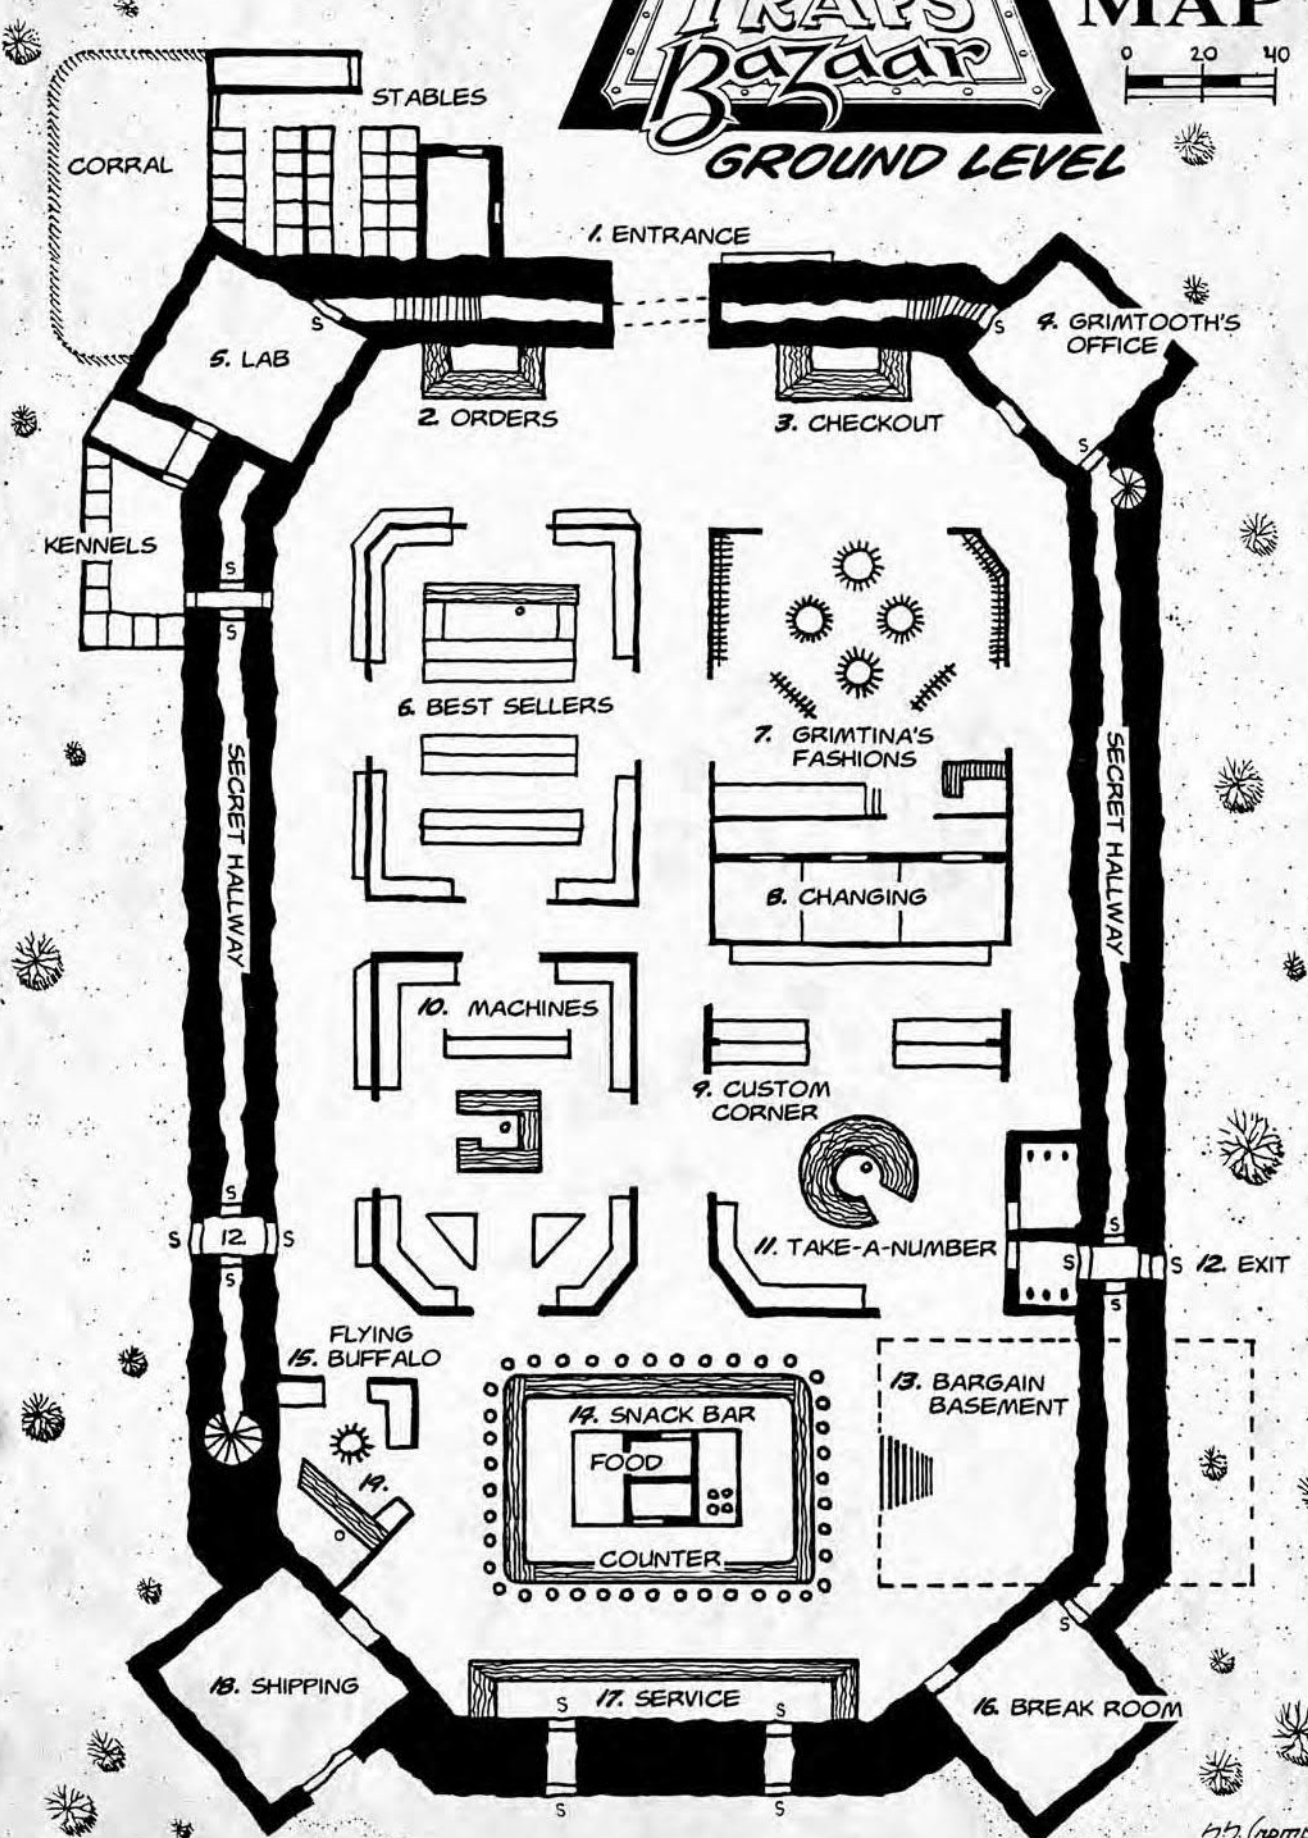 TRAPS
Bazaar
MAP
0 20 40
GROUND LEVEL
STABLES
CORRAL
1. ENTRANCE
S
S
4. GRIMTOOTH'S
OFFICE
5. LAB
2. ORDERS
3. CHECKOUT
S
KENNELS
S
S
6. BEST SELLERS
7. GRIMTINA'S
FASHIONS
SECRET HALLWAY
SECRET HALLWAY
8. CHANGING
10. MACHINES
9. CUSTOM
CORNER
S
S 12. S
S
11. TAKE-A-NUMBER
S
S S 12. EXIT
S
FLYING
15. BUFFALO
13. BARGAIN
BASEMENT
14. SNACK BAR
FOOD
19.
COUNTER
S
18. SHIPPING
17. SERVICE
S S
16. BREAK ROOM
S S